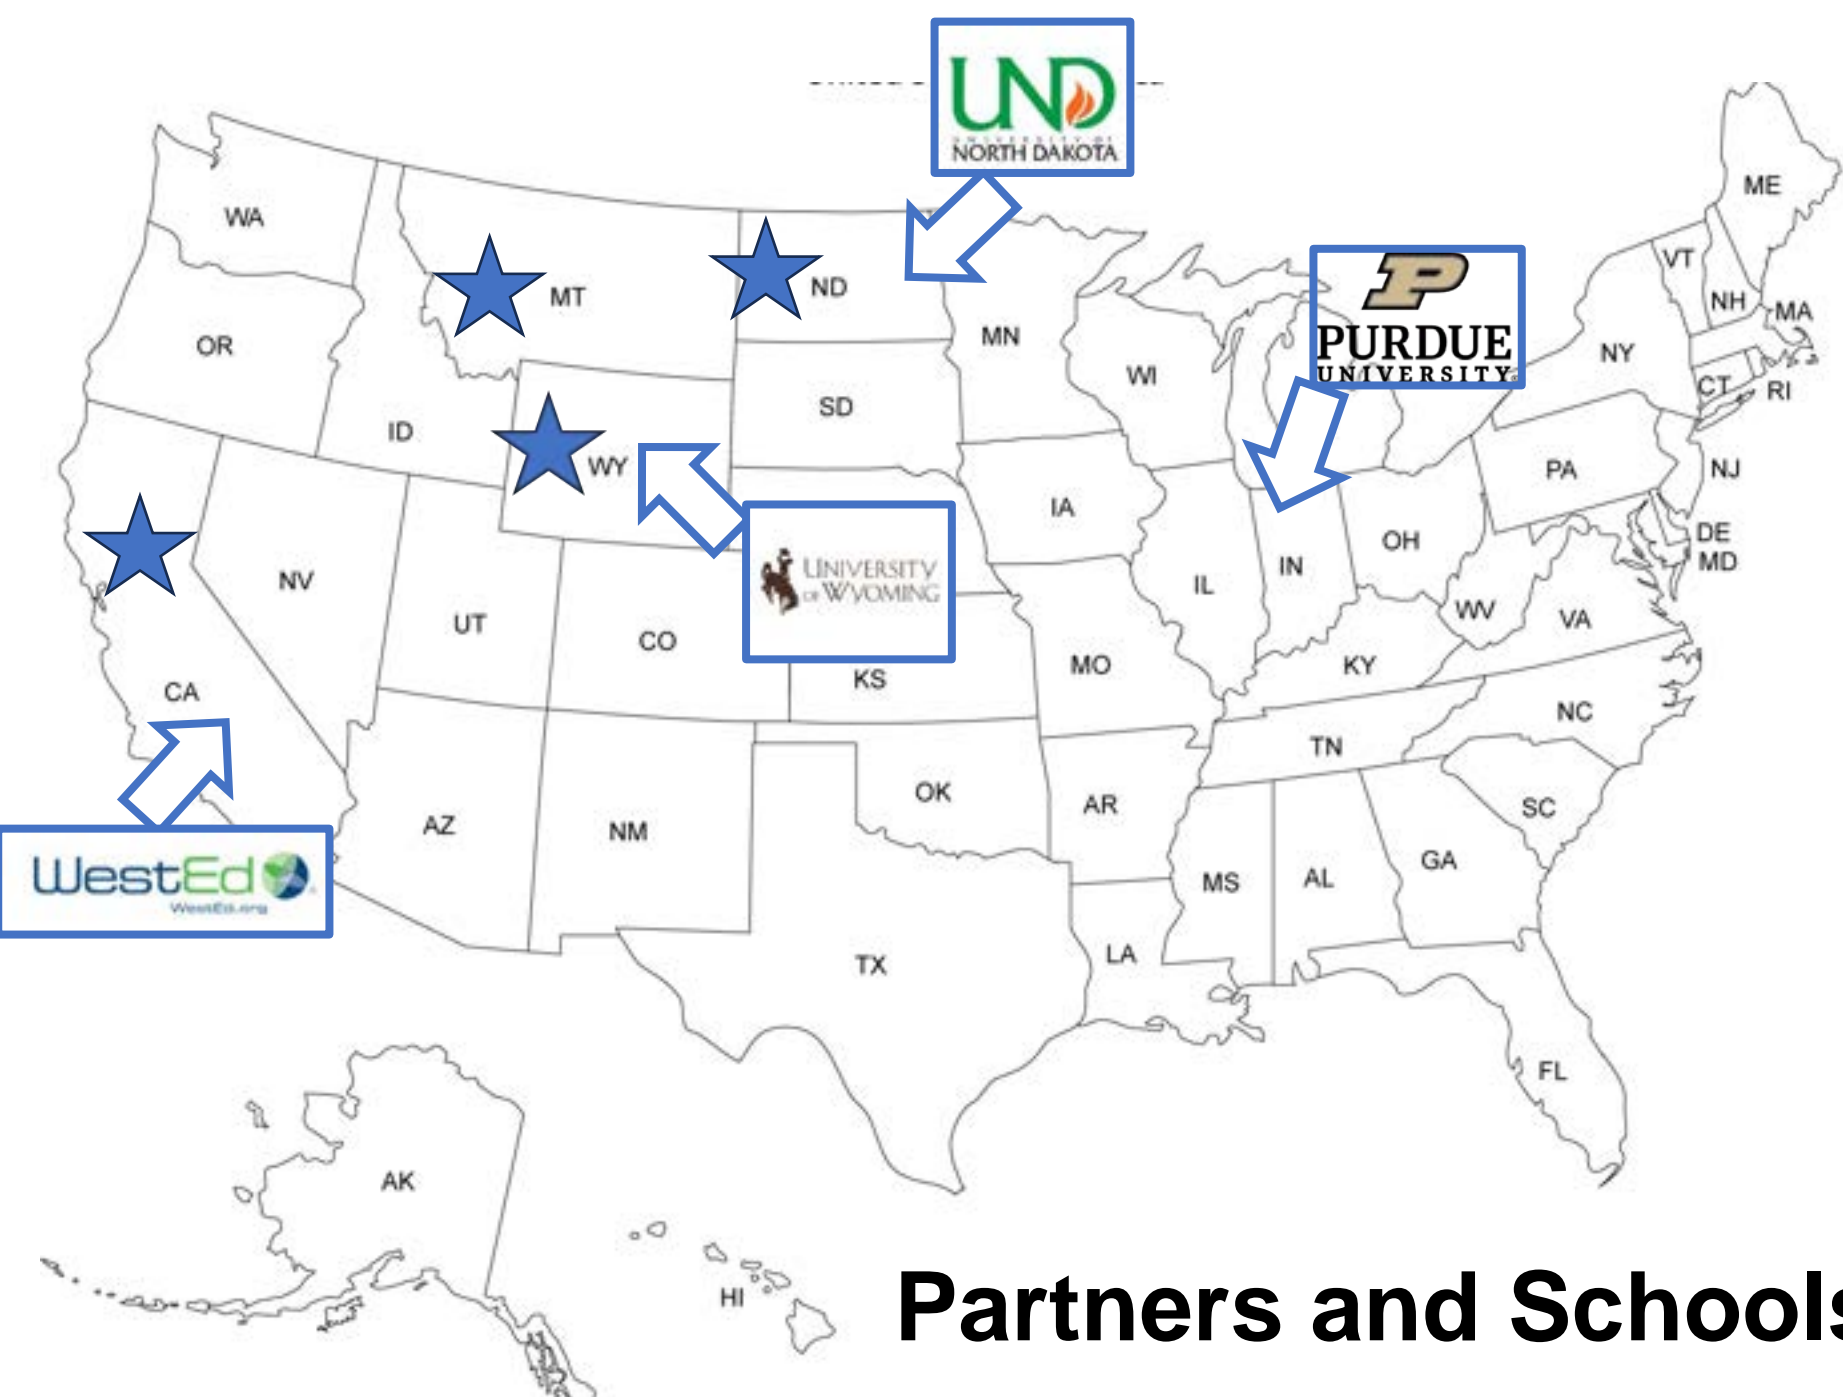 UND
UNIVERSITY OF
NORTH DAKOTA
ME
WA
VT
MT
ND
NH
MA
PURDUE
UNIVERSITY
OR
MN
NY
WI
CT
RI
SD
ID
WY
PA
NJ
IA
DE
OH
MD
UNIVERSITY
OF WYOMING
NV
IN
IL
WV
VA
UT
CO
MO
KY
KS
CA
NC
TN
OK
AR
SC
AZ
NM
GA
WestEd
WestEd.org
MS
AL
TX
LA
FL
AK
HI
Partners and Schools